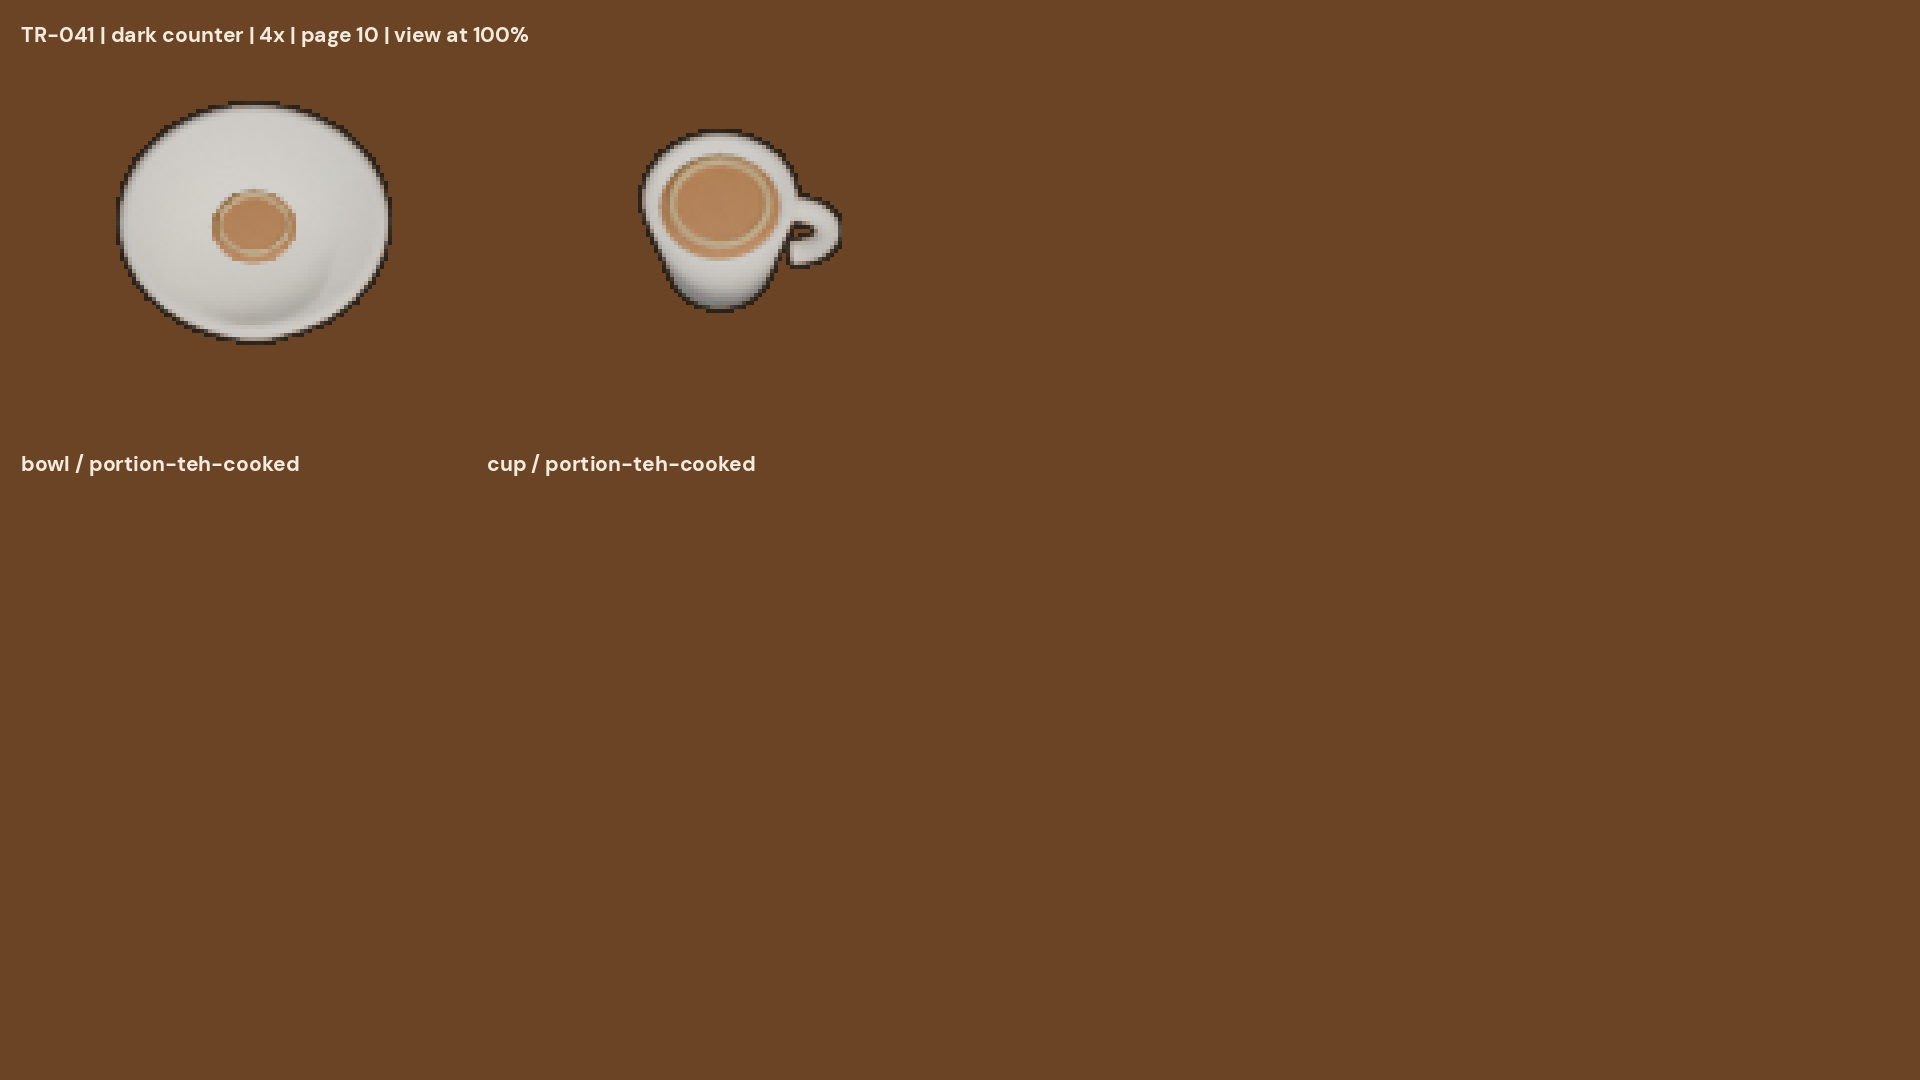 TR-041 | dark counter | 4x | page 10 | view at 100%
bowl / portion-teh-cooked
cup / portion-teh-cooked